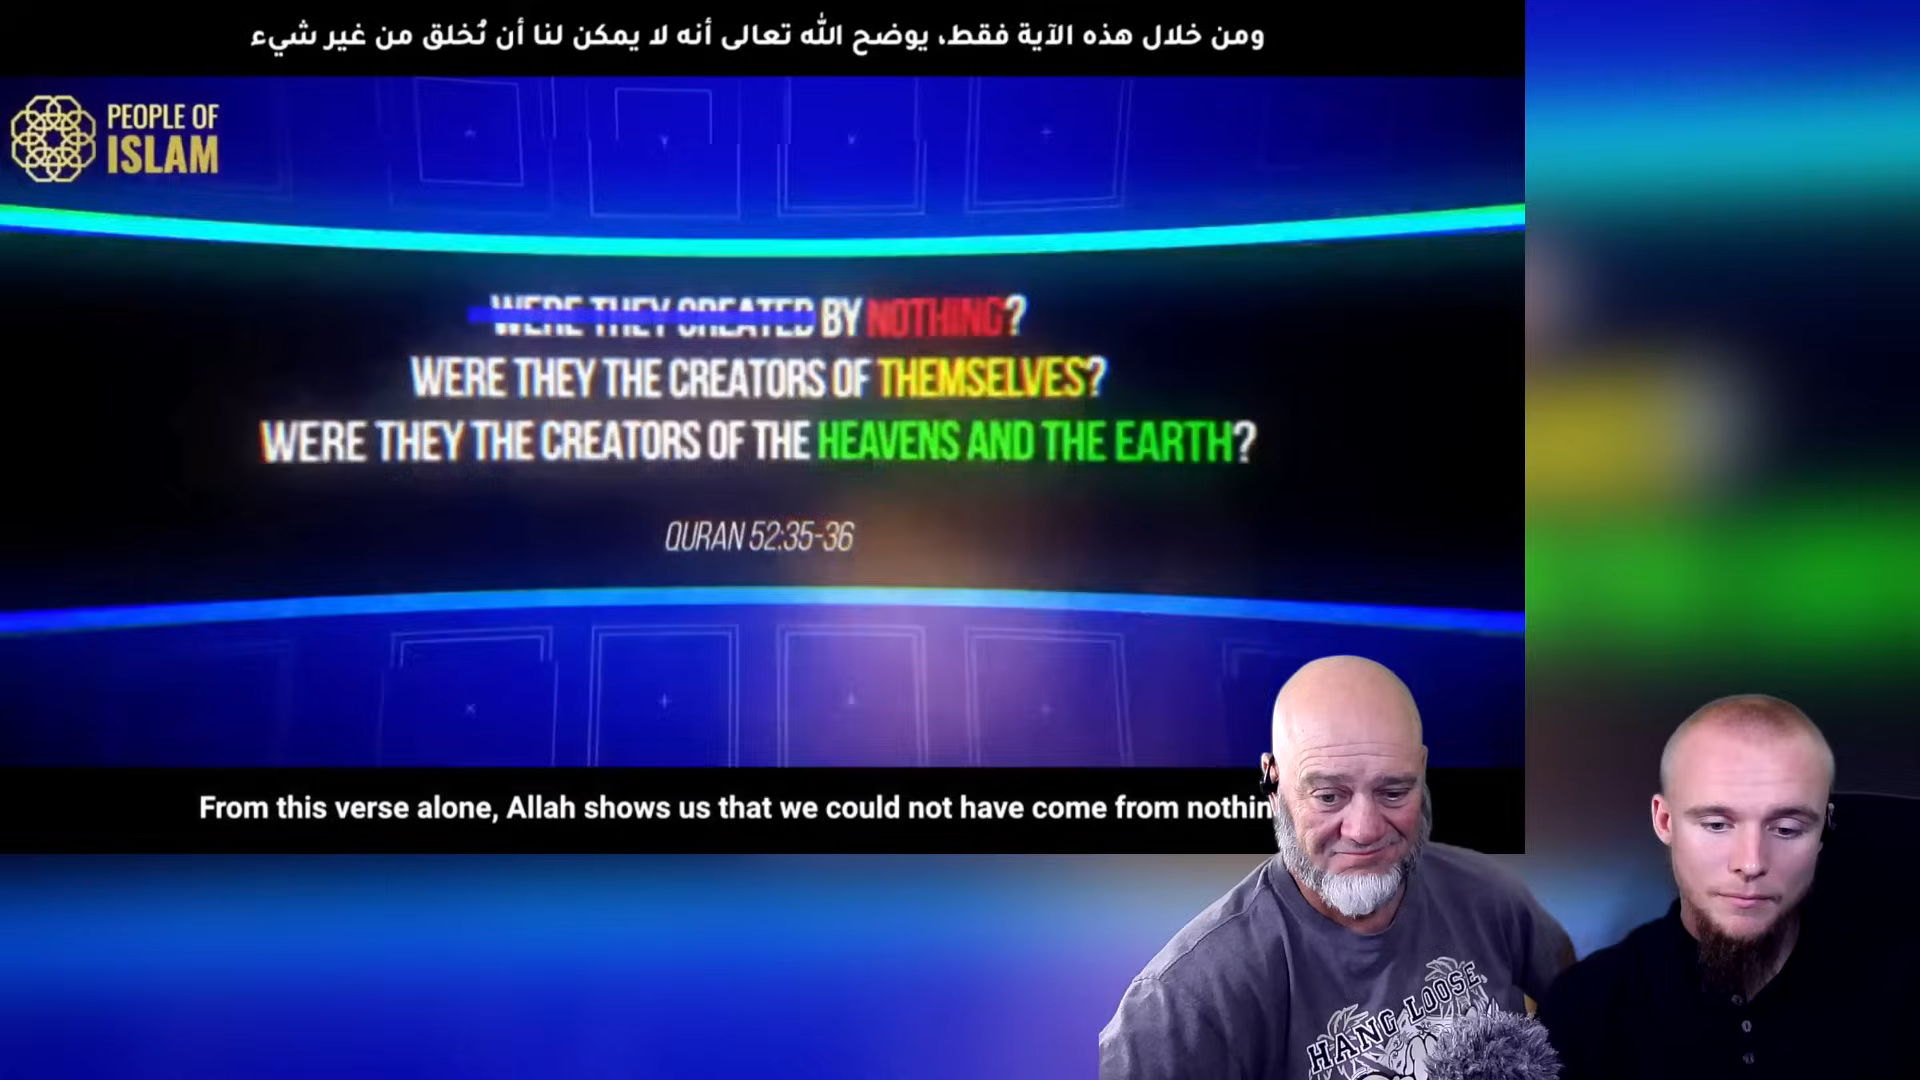 ومن خلال هذه الآية فقط، يوضح الله تعالى أنه لا يمكن لنا أن نُخلق من غير شيء
PEOPLE OF
ISLAM
WERE THEY CREATED BY NOTHING?
WERE THEY THE CREATORS OF THEMSELVES?
WERE THEY THE CREATORS OF THE HEAVENS AND THE EARTH?
QURAN 52:35-36
From this verse alone, Allah shows us that we could not have come from nothin
HANG LOOSE